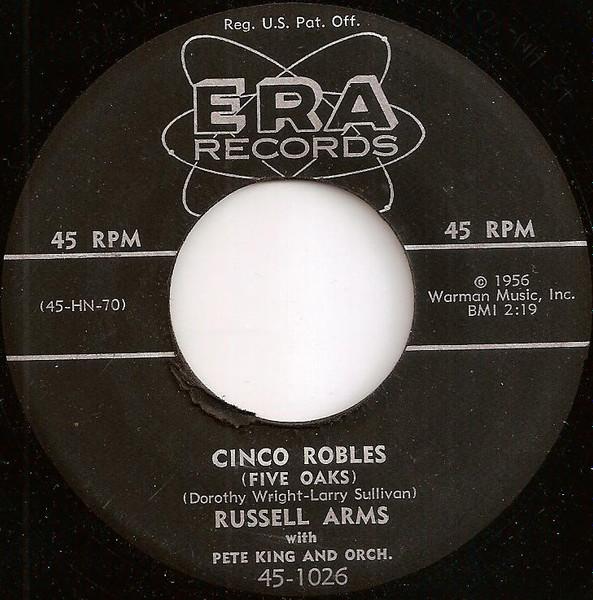 Reg. U.S. Pat. Off.
ERA
RECORDS
45 RPM
45 RPM
(45-HN-70)
© 1956
Warman Music, Inc.
BMI 2:19
CINCO ROBLES
(FIVE OAKS)
(Dorothy Wright-Larry Sullivan)
RUSSELL ARMS
with
PETE KING AND ORCH.
45-1026